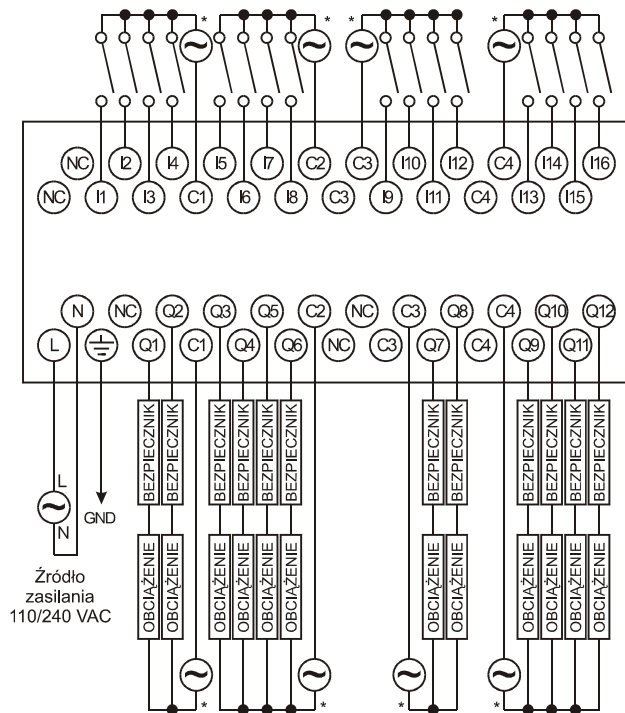 * * * *
NC I2 I4 I5 I7 C2 C3 I10 I12 C4 I14 I16
NC I1 I3 C1 I6 I8 C3 I9 I11 C4 I13 I15
N NC Q2 Q3 Q5 C2 NC C3 Q8 C4 Q10 Q12
L Q1 C1 Q4 Q6 NC C3 Q7 C4 Q9 Q11
BEZPIECZNIK BEZPIECZNIK BEZPIECZNIK BEZPIECZNIK BEZPIECZNIK BEZPIECZNIK BEZPIECZNIK BEZPIECZNIK BEZPIECZNIK BEZPIECZNIK BEZPIECZNIK BEZPIECZNIK
L
N
GND
OBCIĄŻENIE OBCIĄŻENIE OBCIĄŻENIE OBCIĄŻENIE OBCIĄŻENIE OBCIĄŻENIE OBCIĄŻENIE OBCIĄŻENIE OBCIĄŻENIE OBCIĄŻENIE OBCIĄŻENIE OBCIĄŻENIE
Źródło
zasilania
110/240 VAC
* * * *